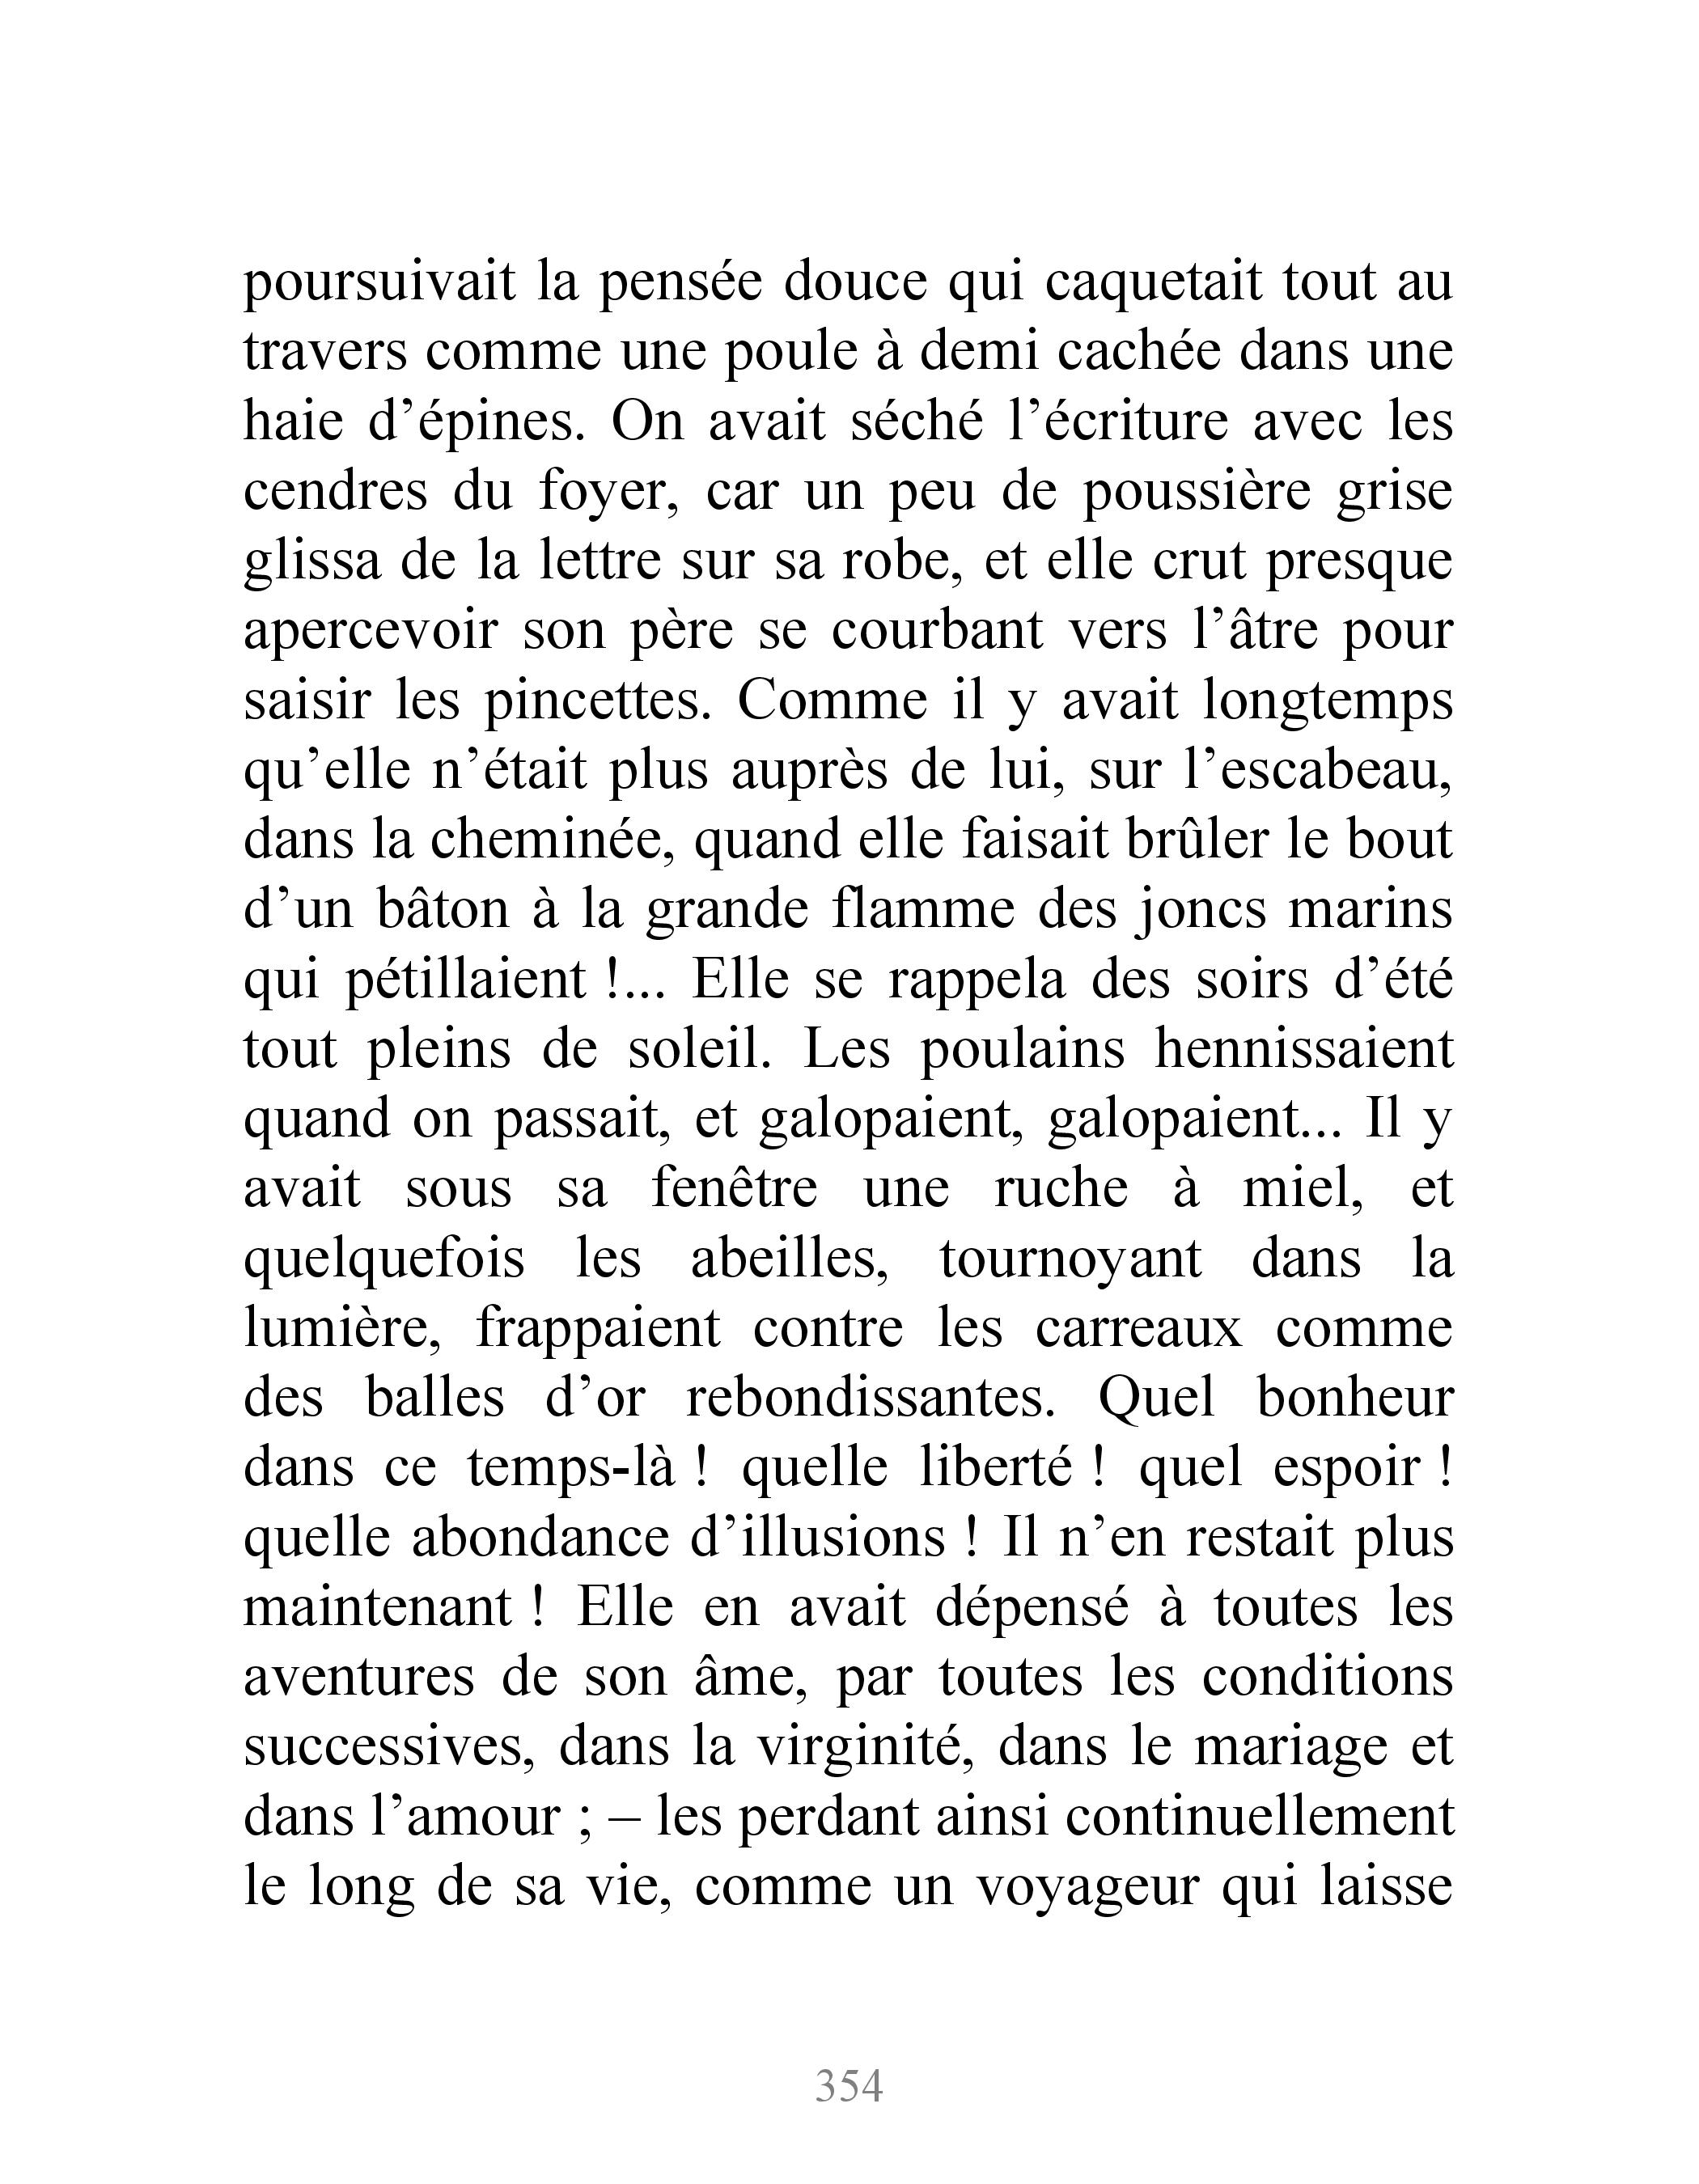 poursuivait la pensée douce qui caquetait tout au
travers comme une poule à demi cachée dans une
haie d’épines. On avait séché l’écriture avec les
cendres du foyer, car un peu de poussière grise
glissa de la lettre sur sa robe, et elle crut presque
apercevoir son père se courbant vers l’âtre pour
saisir les pincettes. Comme il y avait longtemps
qu’elle n’était plus auprès de lui, sur l’escabeau,
dans la cheminée, quand elle faisait brûler le bout
d’un bâton à la grande flamme des joncs marins
qui pétillaient !... Elle se rappela des soirs d’été
tout pleins de soleil. Les poulains hennissaient
quand on passait, et galopaient, galopaient... Il y
avait sous sa fenêtre une ruche à miel, et
quelquefois les abeilles, tournoyant dans la
lumière, frappaient contre les carreaux comme
des balles d’or rebondissantes. Quel bonheur
dans ce temps-là ! quelle liberté ! quel espoir !
quelle abondance d’illusions ! Il n’en restait plus
maintenant ! Elle en avait dépensé à toutes les
aventures de son âme, par toutes les conditions
successives, dans la virginité, dans le mariage et
dans l’amour ; – les perdant ainsi continuellement
le long de sa vie, comme un voyageur qui laisse
354